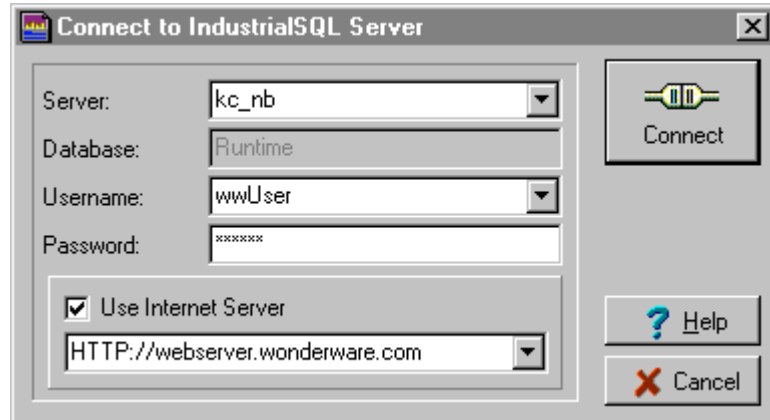 Connect to IndustrialSQL Server
Server: kc_nb
Connect
Database: Runtime
Username: wwUser
Password: ******
Use Internet Server
HTTP://webserver.wonderware.com
Help
Cancel